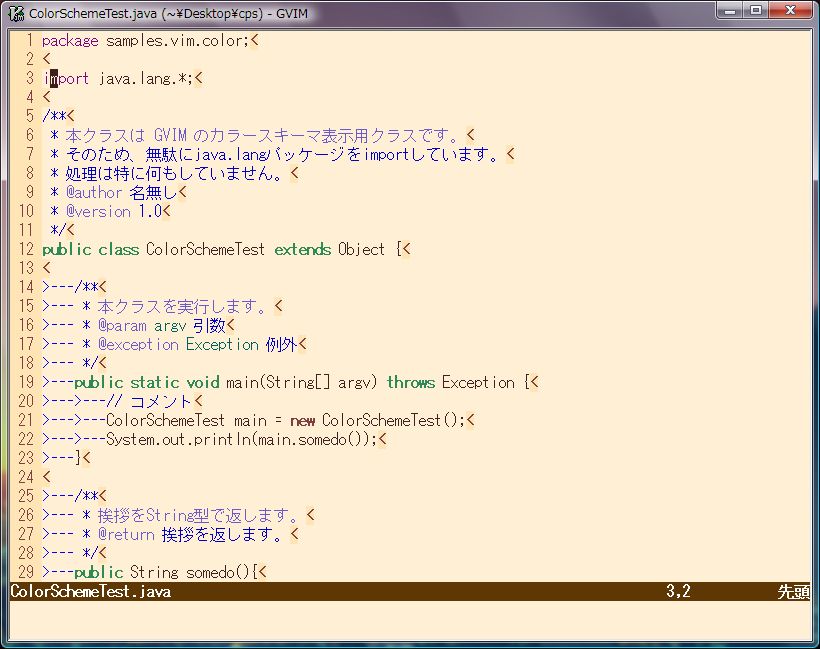 ColorSchemeTest.java (~¥Desktop¥cps) - GVIM
1 package samples.vim.color;<
2 <
3 import java.lang.*;<
4 <
5 /**<
6  * 本クラスは GVIM のカラースキーマ表示用クラスです。<
7  * そのため、無駄にjava.langパッケージをimportしています。<
8  * 処理は特に何もしていません。<
9  * @author 名無し<
10  * @version 1.0<
11  */<
12 public class ColorSchemeTest extends Object {<
13 <
14 >---/**<
15 >--- * 本クラスを実行します。<
16 >--- * @param argv 引数<
17 >--- * @exception Exception 例外<
18 >--- */<
19 >---public static void main(String[] argv) throws Exception {<
20 >--->---// コメント<
21 >--->---ColorSchemeTest main = new ColorSchemeTest();<
22 >--->---System.out.println(main.somedo());<
23 >---}<
24 <
25 >---/**<
26 >--- * 挨拶をString型で返します。<
27 >--- * @return 挨拶を返します。<
28 >--- */<
29 >---public String somedo(){<
ColorSchemeTest.java 3,2 先頭